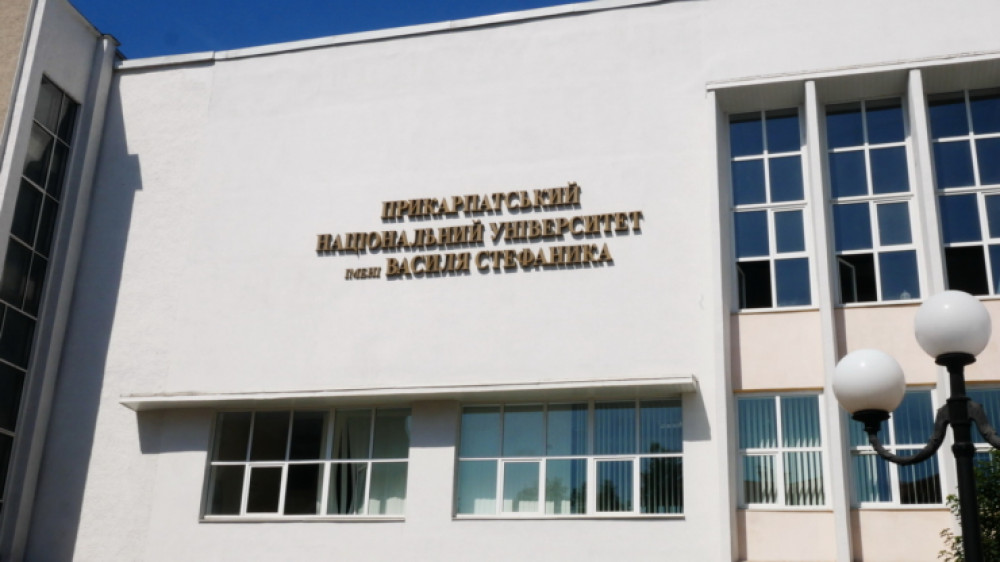 ПРИКАРПАТСЬКИЙ
НАЦІОНАЛЬНИЙ УНІВЕРСИТЕТ
ІМЕНІ ВАСИЛЯ СТЕФАНИКА